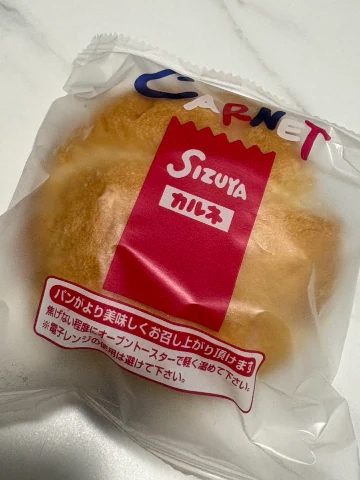 CARNET
SIZUYA
カルネ
パンがより美味しくお召し上がり頂けます
焦げない程度にオーブントースターで軽く温めて下さい。
※電子レンジの使用は避けて下さい。